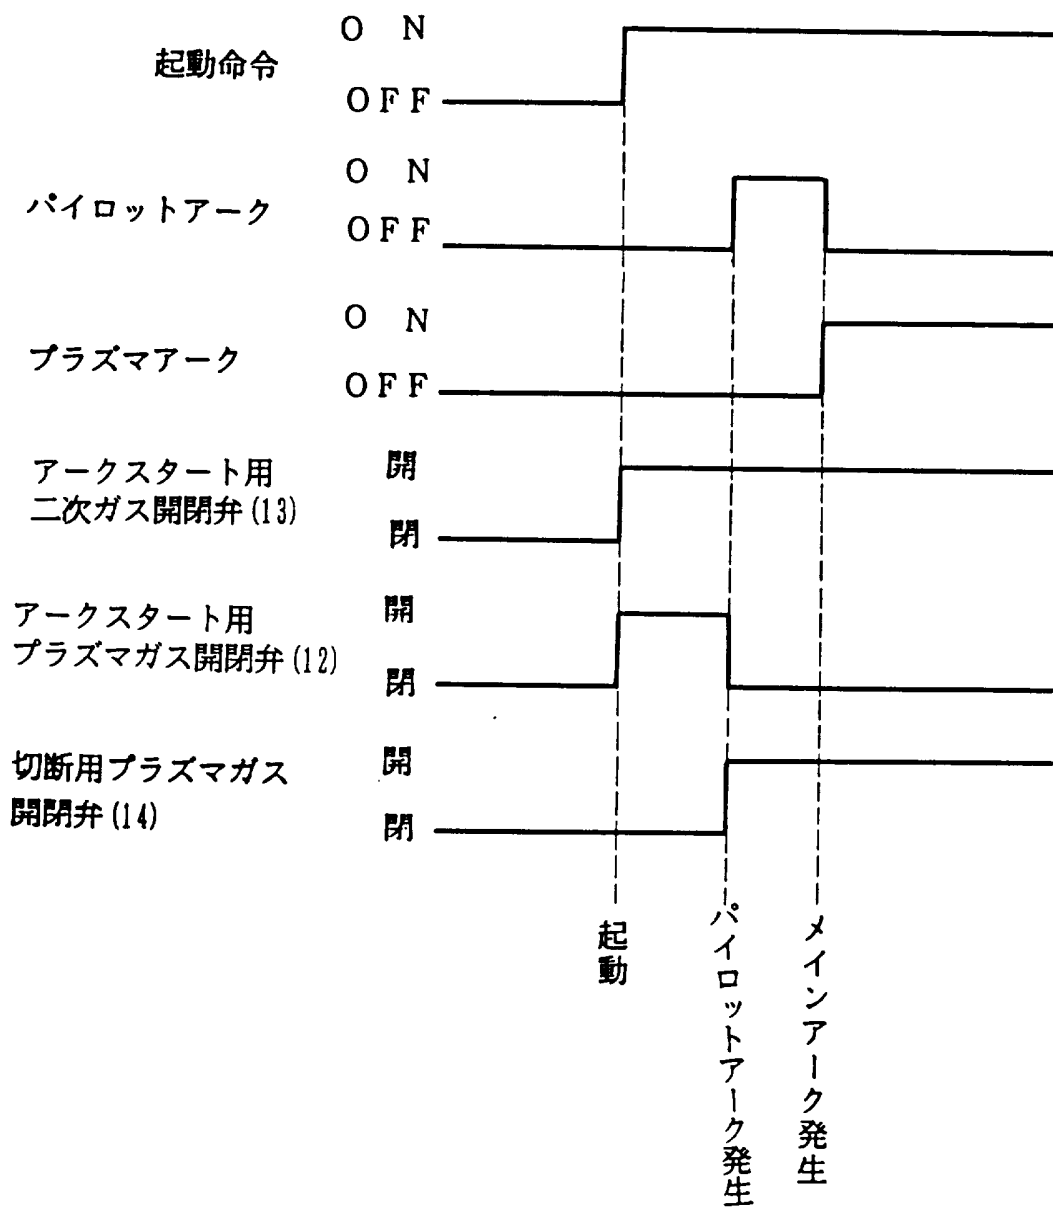 起動命令
ON
OFF
パイロットアーク
ON
OFF
プラズマアーク
ON
OFF
アークスタート用
二次ガス開閉弁(13)
開
閉
アークスタート用
プラズマガス開閉弁(12)
開
閉
切断用プラズマガス
開閉弁(14)
開
閉
起動
パイロットアーク発生
メインアーク発生